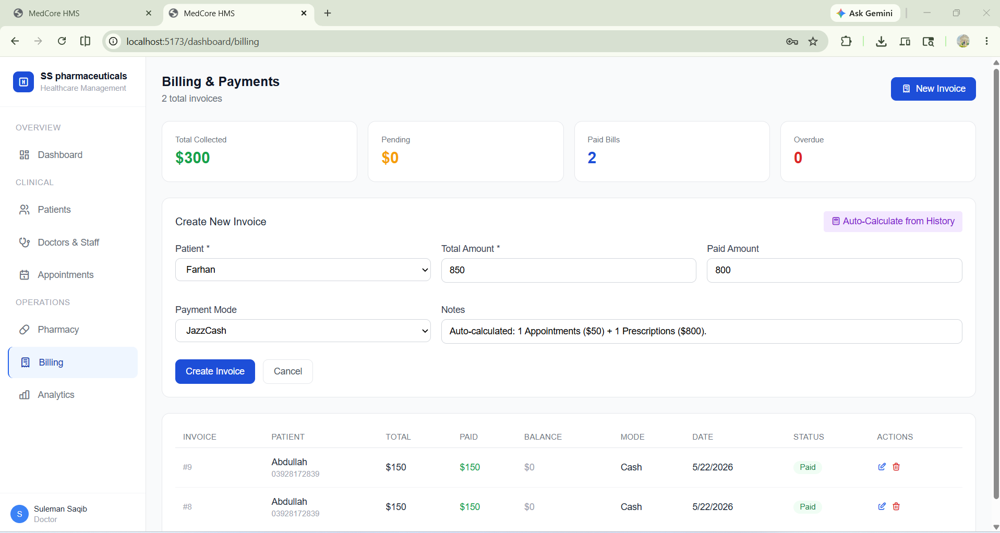 MedCore HMS
MedCore HMS
Ask Gemini
localhost:5173/dashboard/billing
SS pharmaceuticals
Healthcare Management
OVERVIEW
Dashboard
CLINICAL
Patients
Doctors & Staff
Appointments
OPERATIONS
Pharmacy
Billing
Analytics
S
Suleman Saqib
Doctor
Billing & Payments
2 total invoices
New Invoice
Total Collected
$300
Pending
$0
Paid Bills
2
Overdue
0
Create New Invoice
Auto-Calculate from History
Patient *
Farhan
Total Amount *
850
Paid Amount
800
Payment Mode
JazzCash
Notes
Auto-calculated: 1 Appointments ($50) + 1 Prescriptions ($800).
Create Invoice
Cancel
INVOICE PATIENT TOTAL PAID BALANCE MODE DATE STATUS ACTIONS
#9 Abdullah $150 $150 $0 Cash 5/22/2026 Paid
03928172839
#8 Abdullah $150 $150 $0 Cash 5/22/2026 Paid
03928172839